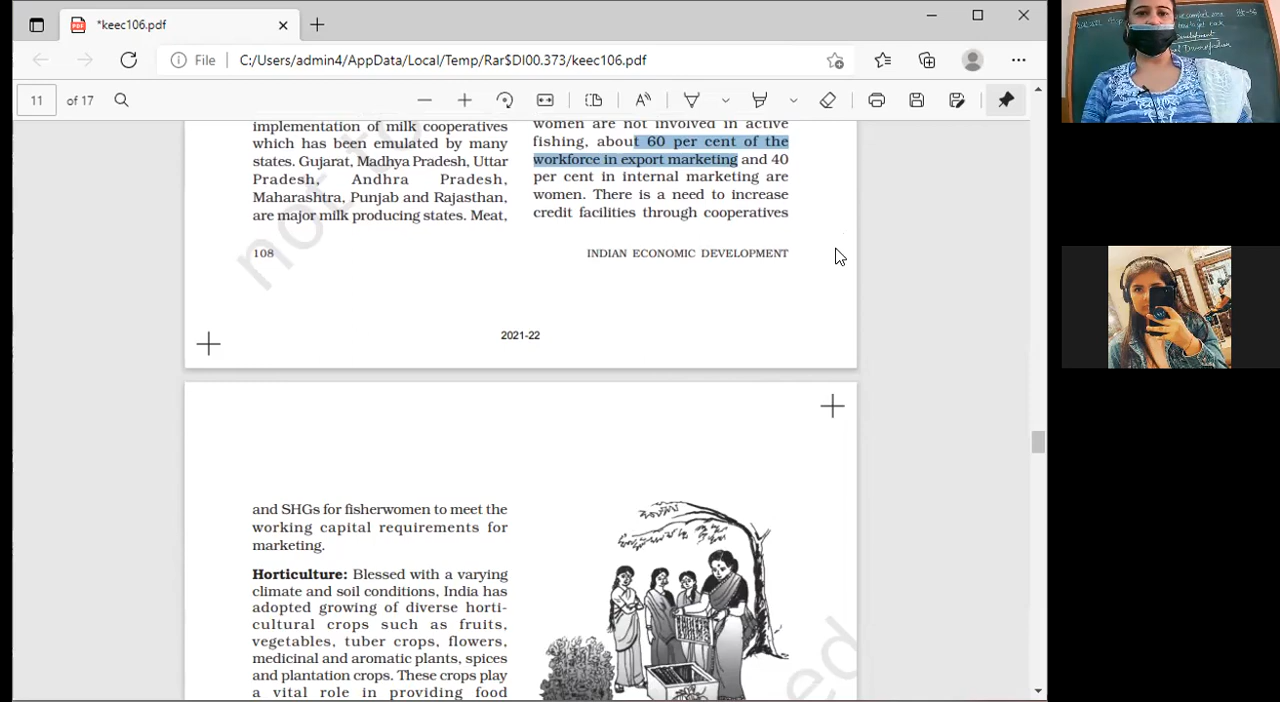 *keec106.pdf
File
C:/Users/admin4/AppData/Local/Temp/Rar$DI00.373/keec106.pdf
11
of 17
implementation of milk cooperatives
which has been emulated by many
states. Gujarat, Madhya Pradesh, Uttar
Pradesh, Andhra Pradesh,
Maharashtra, Punjab and Rajasthan,
are major milk producing states. Meat,
women are not involved in active
fishing, about 60 per cent of the
workforce in export marketing and 40
per cent in internal marketing are
women. There is a need to increase
credit facilities through cooperatives
108
INDIAN ECONOMIC DEVELOPMENT
2021-22
and SHGs for fisherwomen to meet the
working capital requirements for
marketing.
Horticulture: Blessed with a varying
climate and soil conditions, India has
adopted growing of diverse horti-
cultural crops such as fruits,
vegetables, tuber crops, flowers,
medicinal and aromatic plants, spices
and plantation crops. These crops play
a vital role in providing food
not
ed